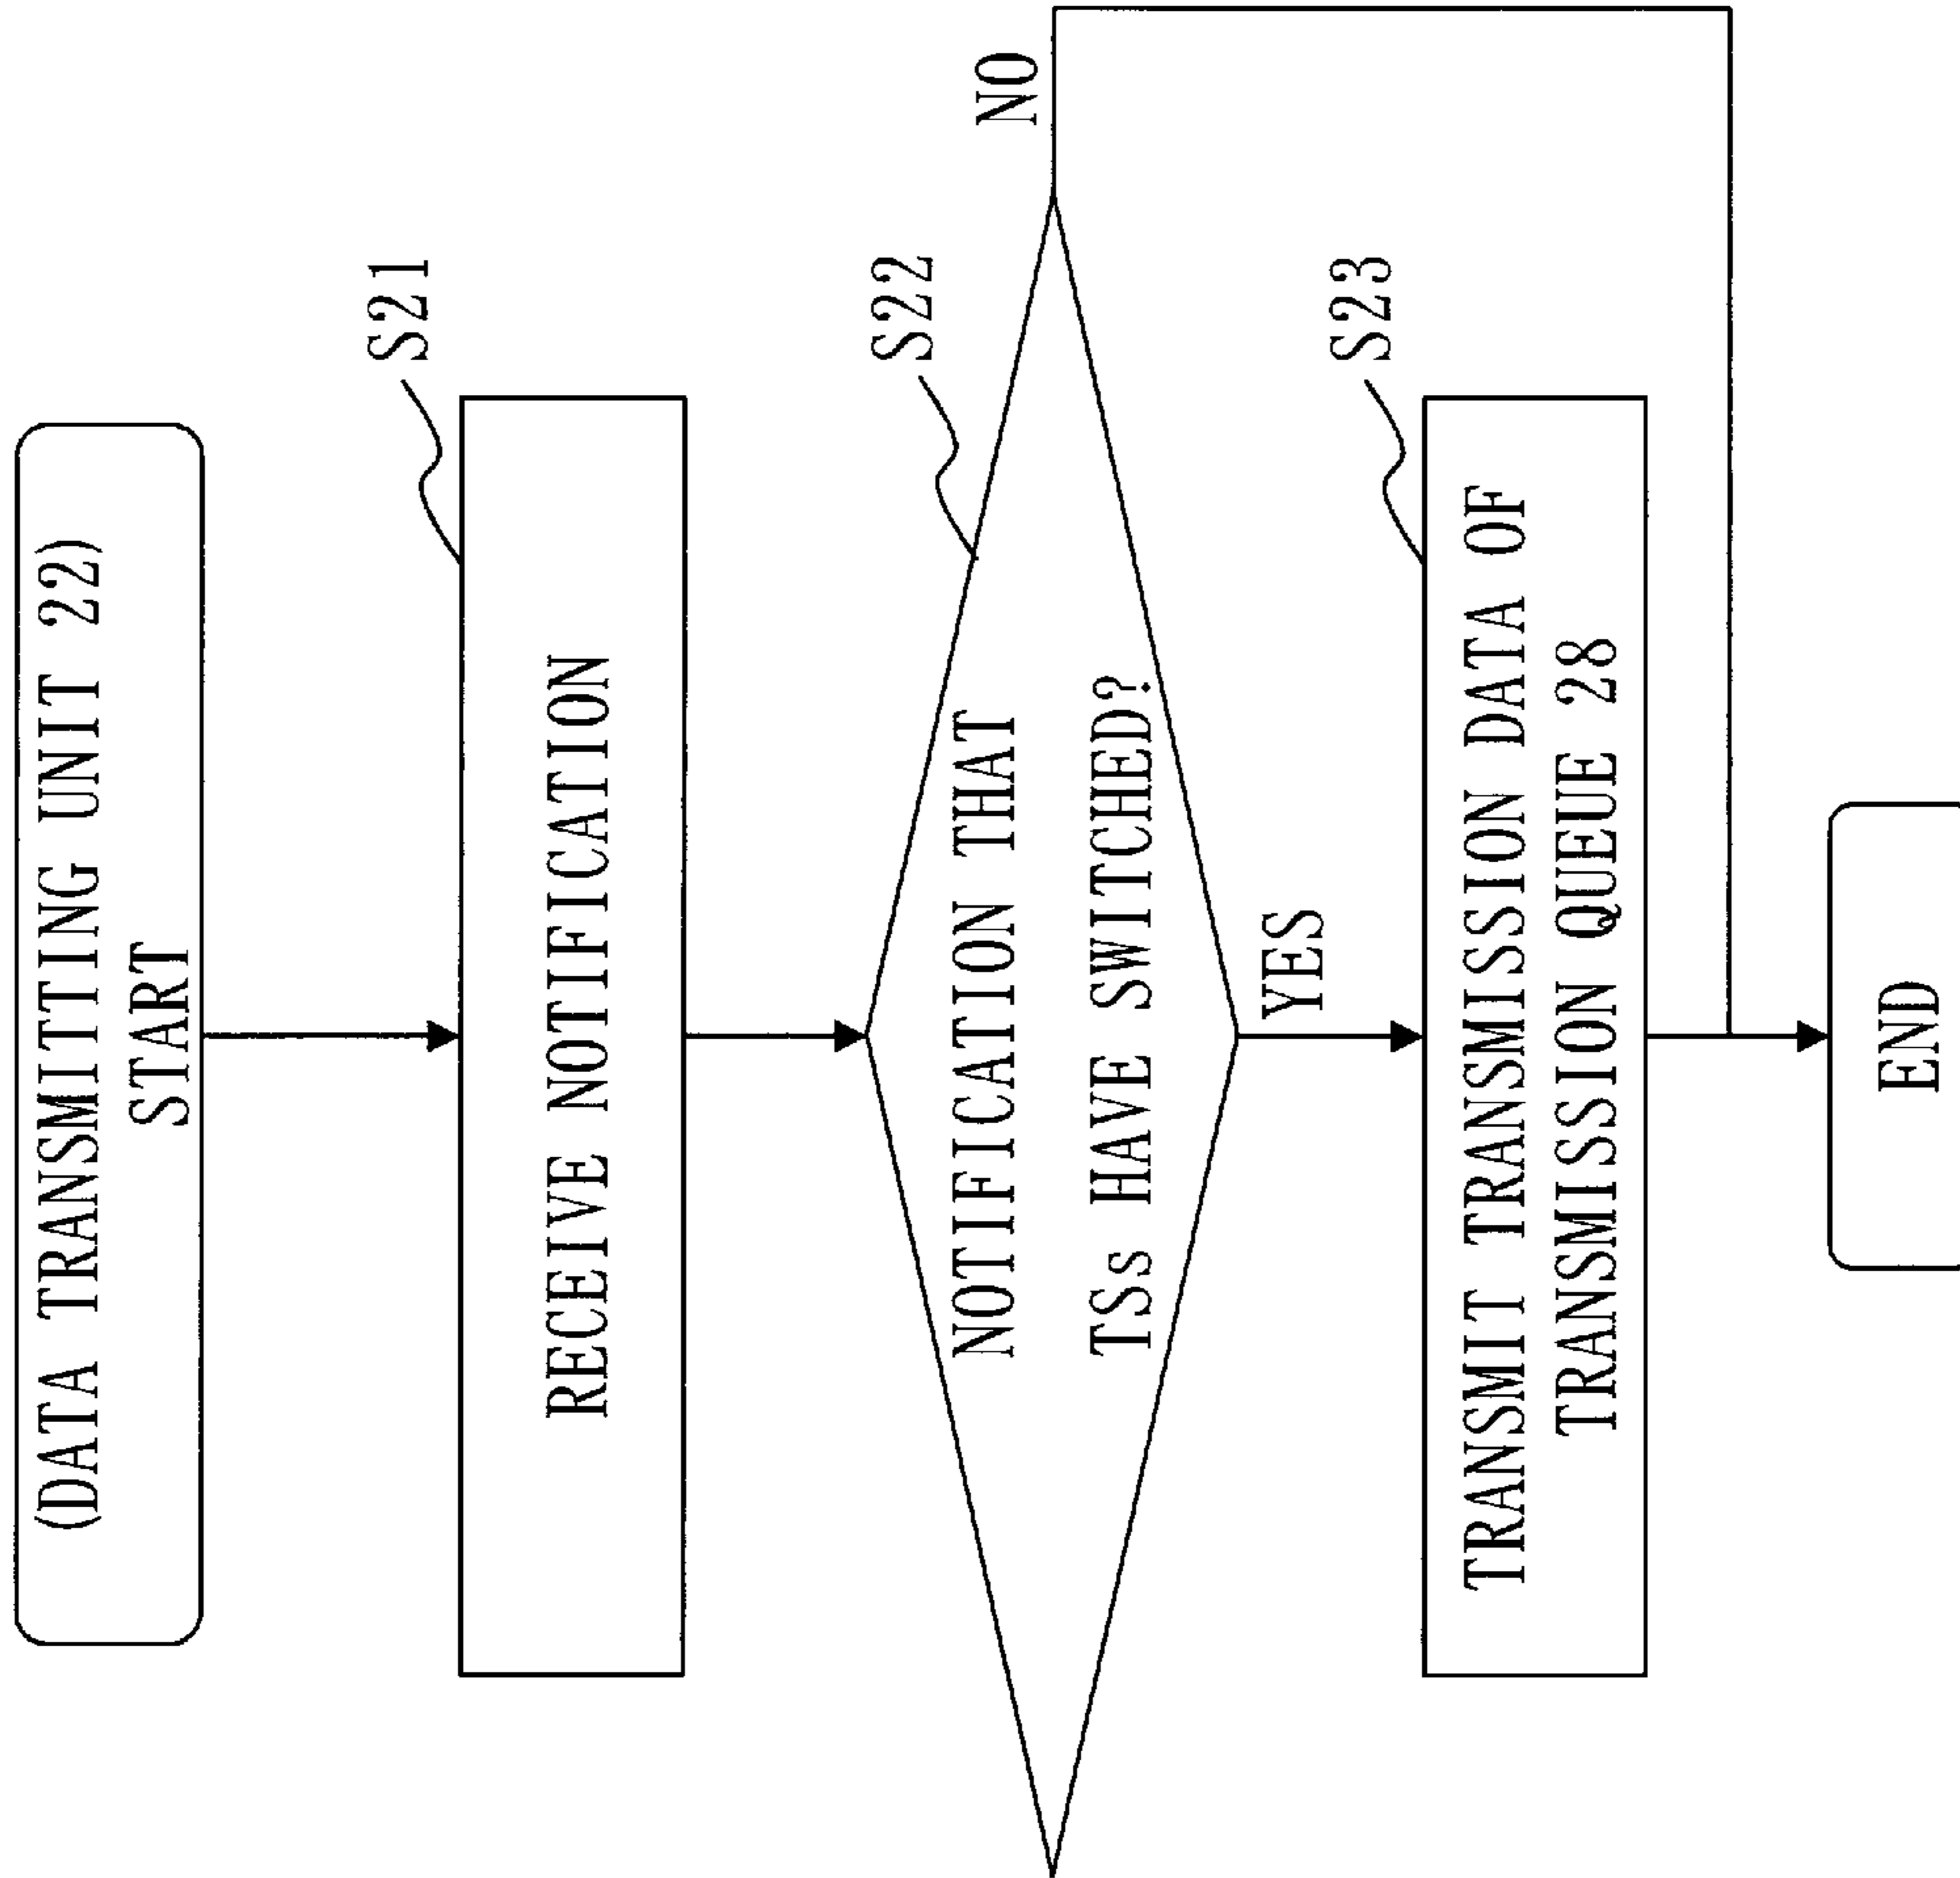 (DATA TRANSMITTING UNIT 22)
START
S21
RECEIVE NOTIFICATION
S22
NOTIFICATION THAT
TSs HAVE SWITCHED?
NO
YES
S23
TRANSMIT TRANSMISSION DATA OF
TRANSMISSION QUEUE 28
END